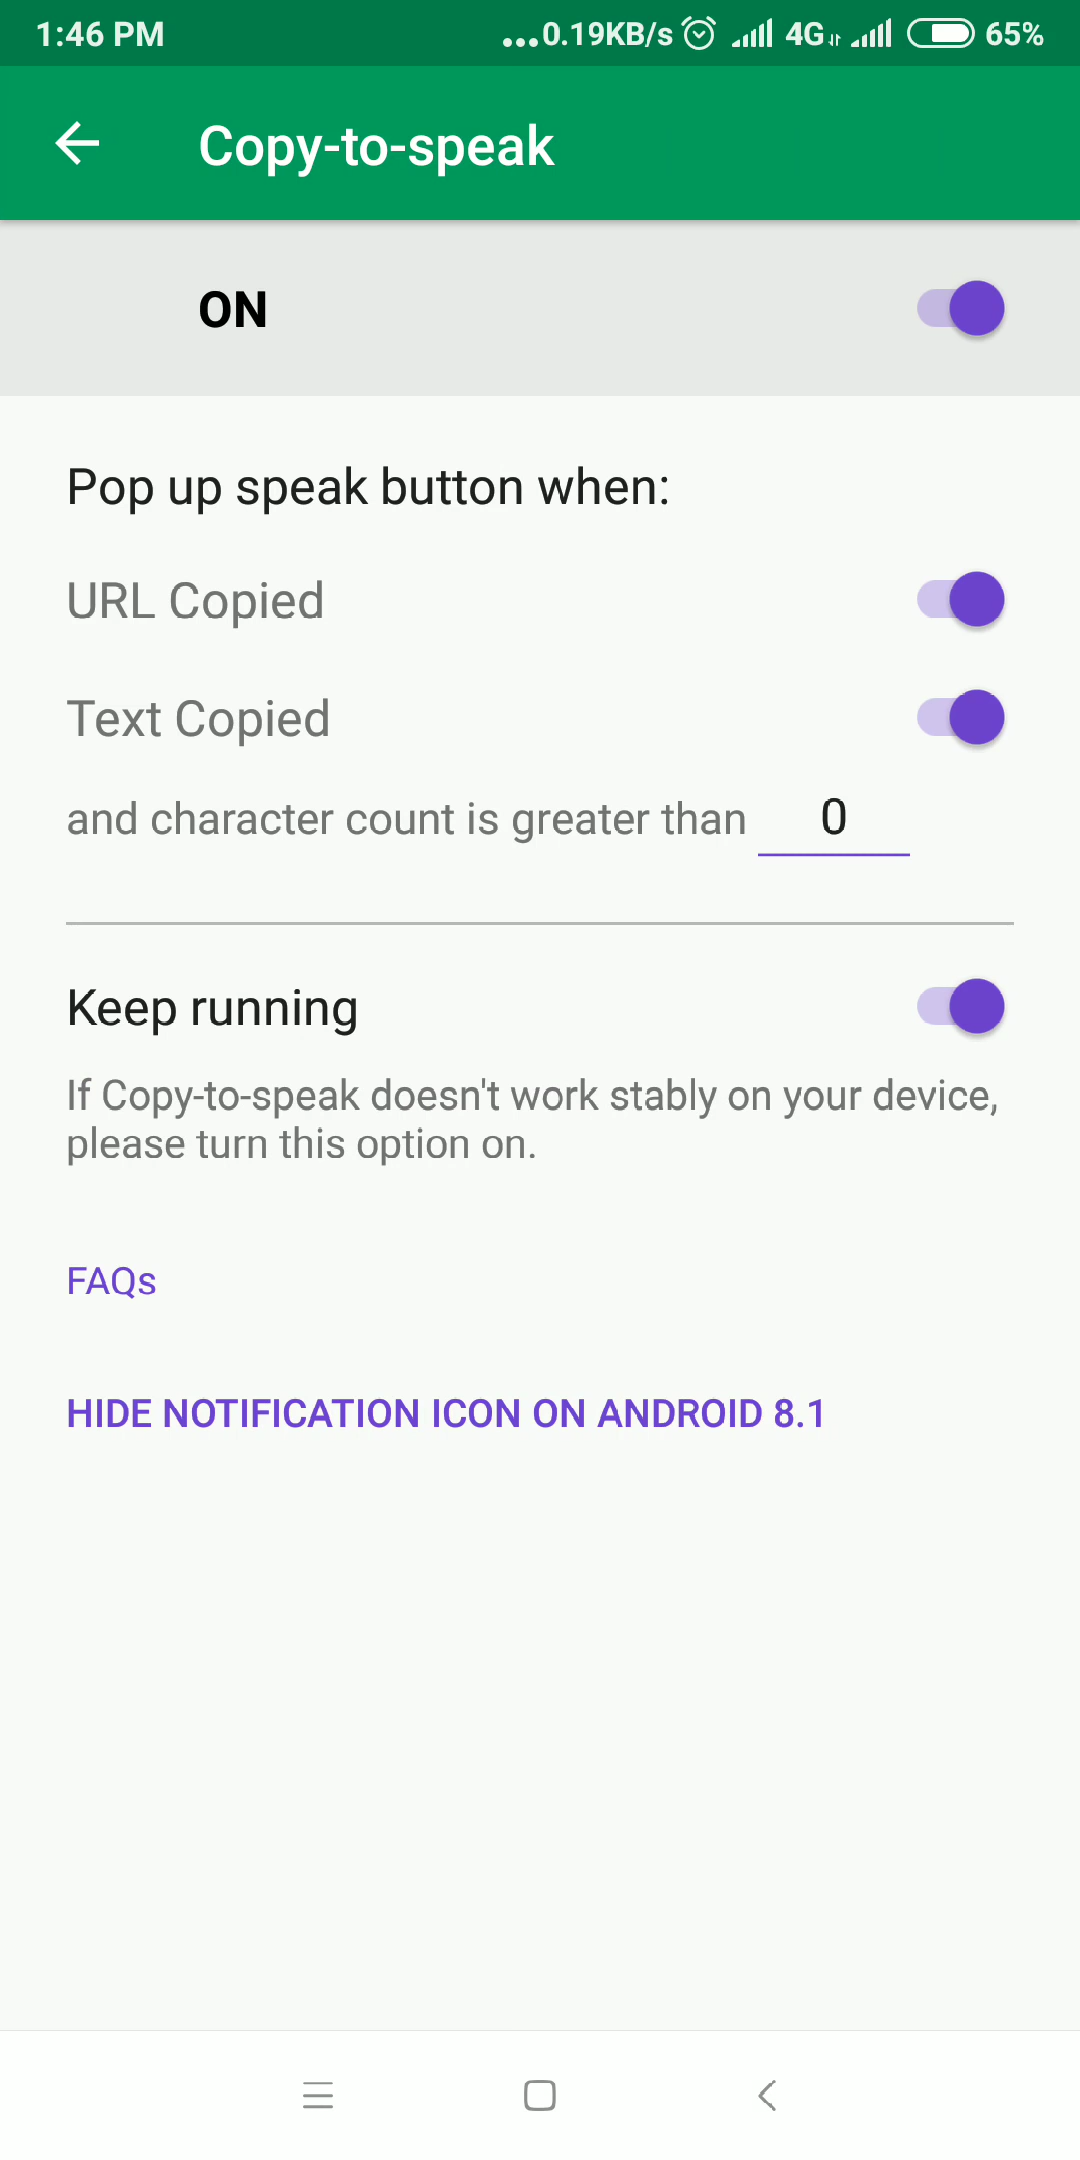 1:46 PM ...0.19KB/s 4G 65%
Copy-to-speak
ON
Pop up speak button when:
URL Copied
Text Copied
and character count is greater than 0
Keep running
If Copy-to-speak doesn't work stably on your device,
please turn this option on.
FAQs
HIDE NOTIFICATION ICON ON ANDROID 8.1